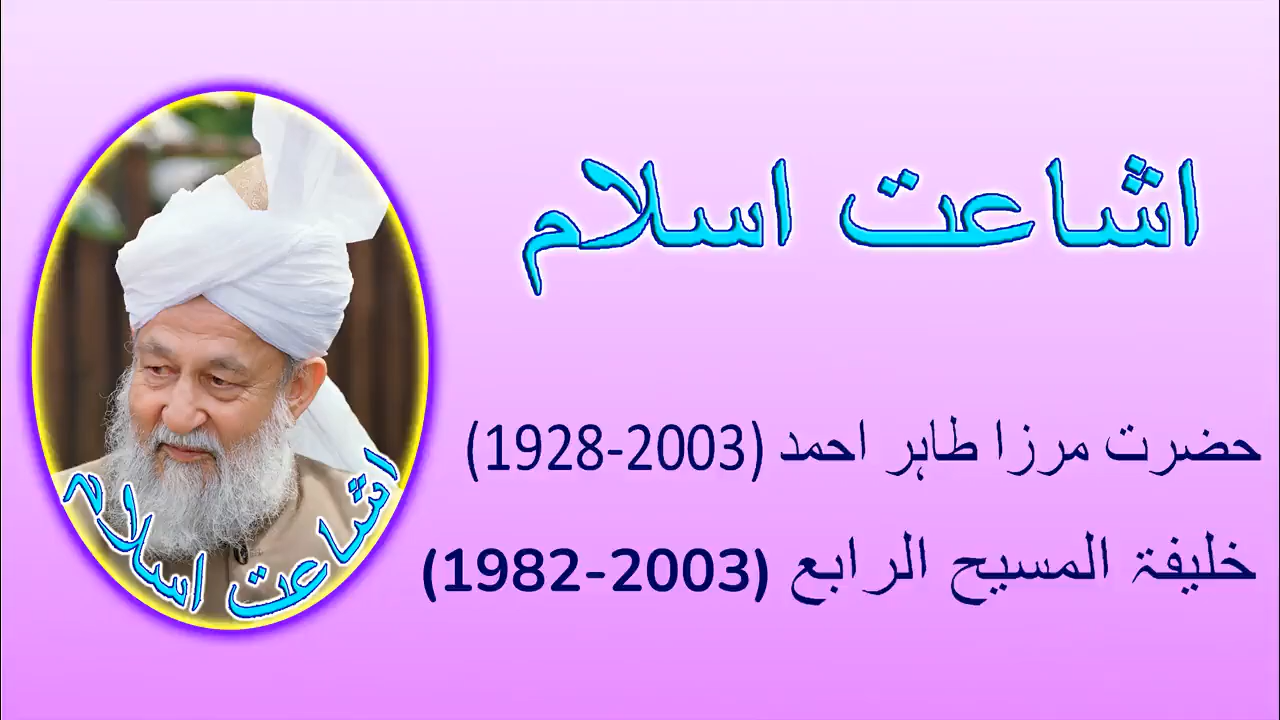 اشاعت اسلام
حضرت مرزا طاہر احمد (1928-2003)
خلیفۃ المسیح الرابع (1982-2003)
اشاعت اسلام